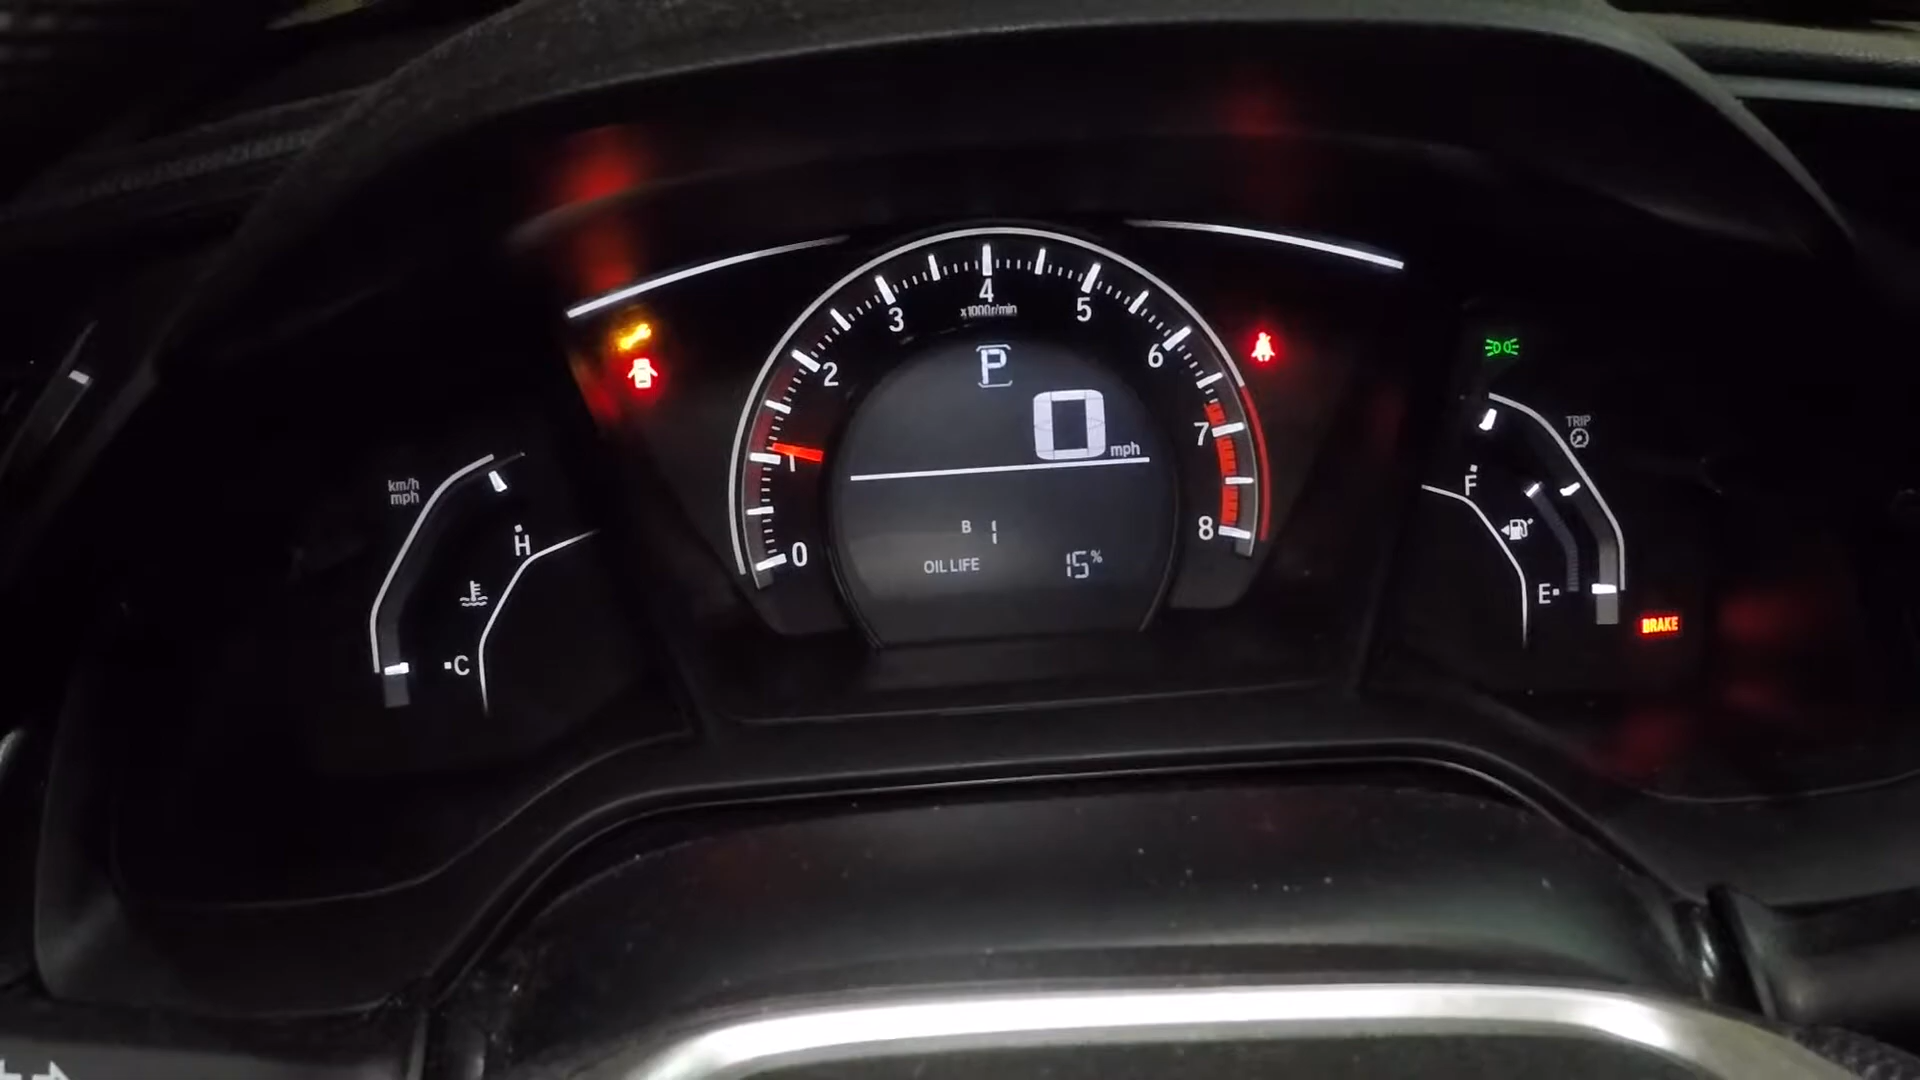 km/h
mph
H
C
0
1
2
3
4
x1000r/min
5
6
7
8
P
0 mph
B 1
OIL LIFE 15%
TRIP
F
E
BRAKE